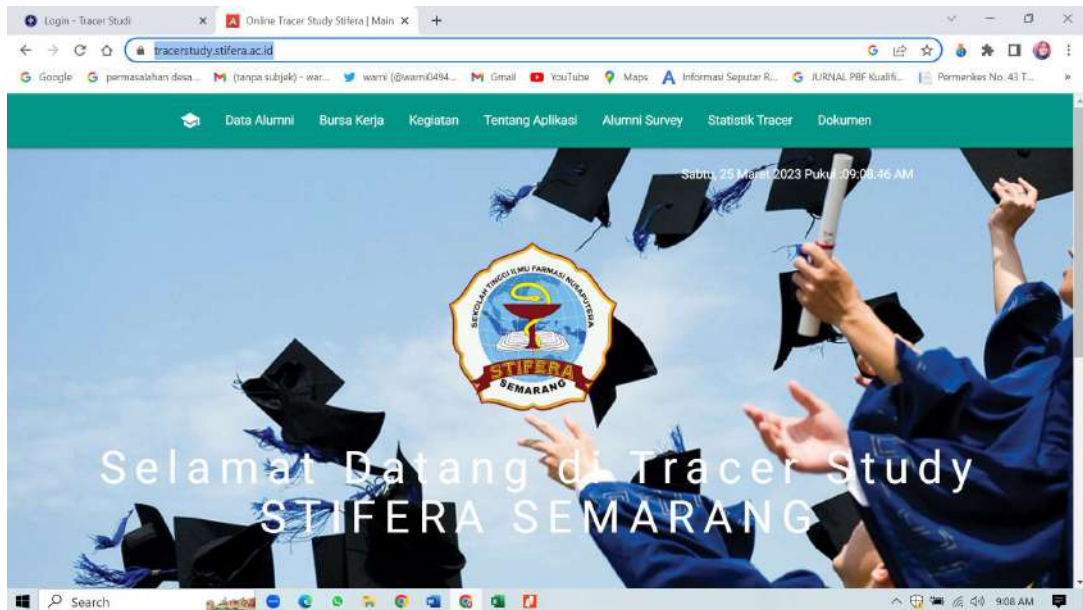 Login - Tracer Studi
Online Tracer Study Stifera | Main
tracerstudy.stifera.ac.id
Google
permasalahan desa...
(tanpa subjek) - war...
warni (@warni0494...
Gmail
YouTube
Maps
Informasi Seputar R...
JURNAL PBF Kualifi...
Permenkes No. 43 T...
Data Alumni
Bursa Kerja
Kegiatan
Tentang Aplikasi
Alumni Survey
Statistik Tracer
Dokumen
Sabtu, 25 Maret 2023 Pukul :09:08:46 AM
SEKOLAH TINGGI ILMU FARMASI NUSAPUTERA
STIFERA
SEMARANG
Selamat Datang di Tracer Study
STIFERA SEMARANG
Search
9:08 AM